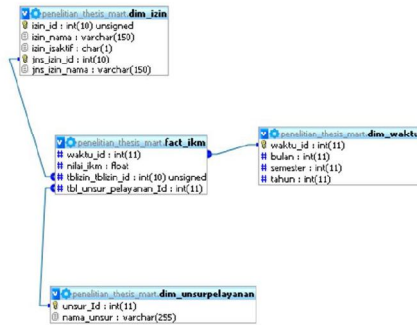 penelitian_thesis_mart.dim_izin
izin_id : int(10) unsigned
izin_nama : varchar(150)
izin_isaktif : char(1)
jns_izin_id : int(10)
jns_izin_nama : varchar(150)
penelitian_thesis_mart.fact_ikm
waktu_id : int(11)
nilai_ikm : float
tblizin_tblizin_id : int(10) unsigned
tbl_unsur_pelayanan_Id : int(11)
penelitian_thesis_mart.dim_waktu
waktu_id : int(11)
bulan : int(11)
semester : int(11)
tahun : int(11)
penelitian_thesis_mart.dim_unsurpelayanan
unsur_Id : int(11)
nama_unsur : varchar(255)